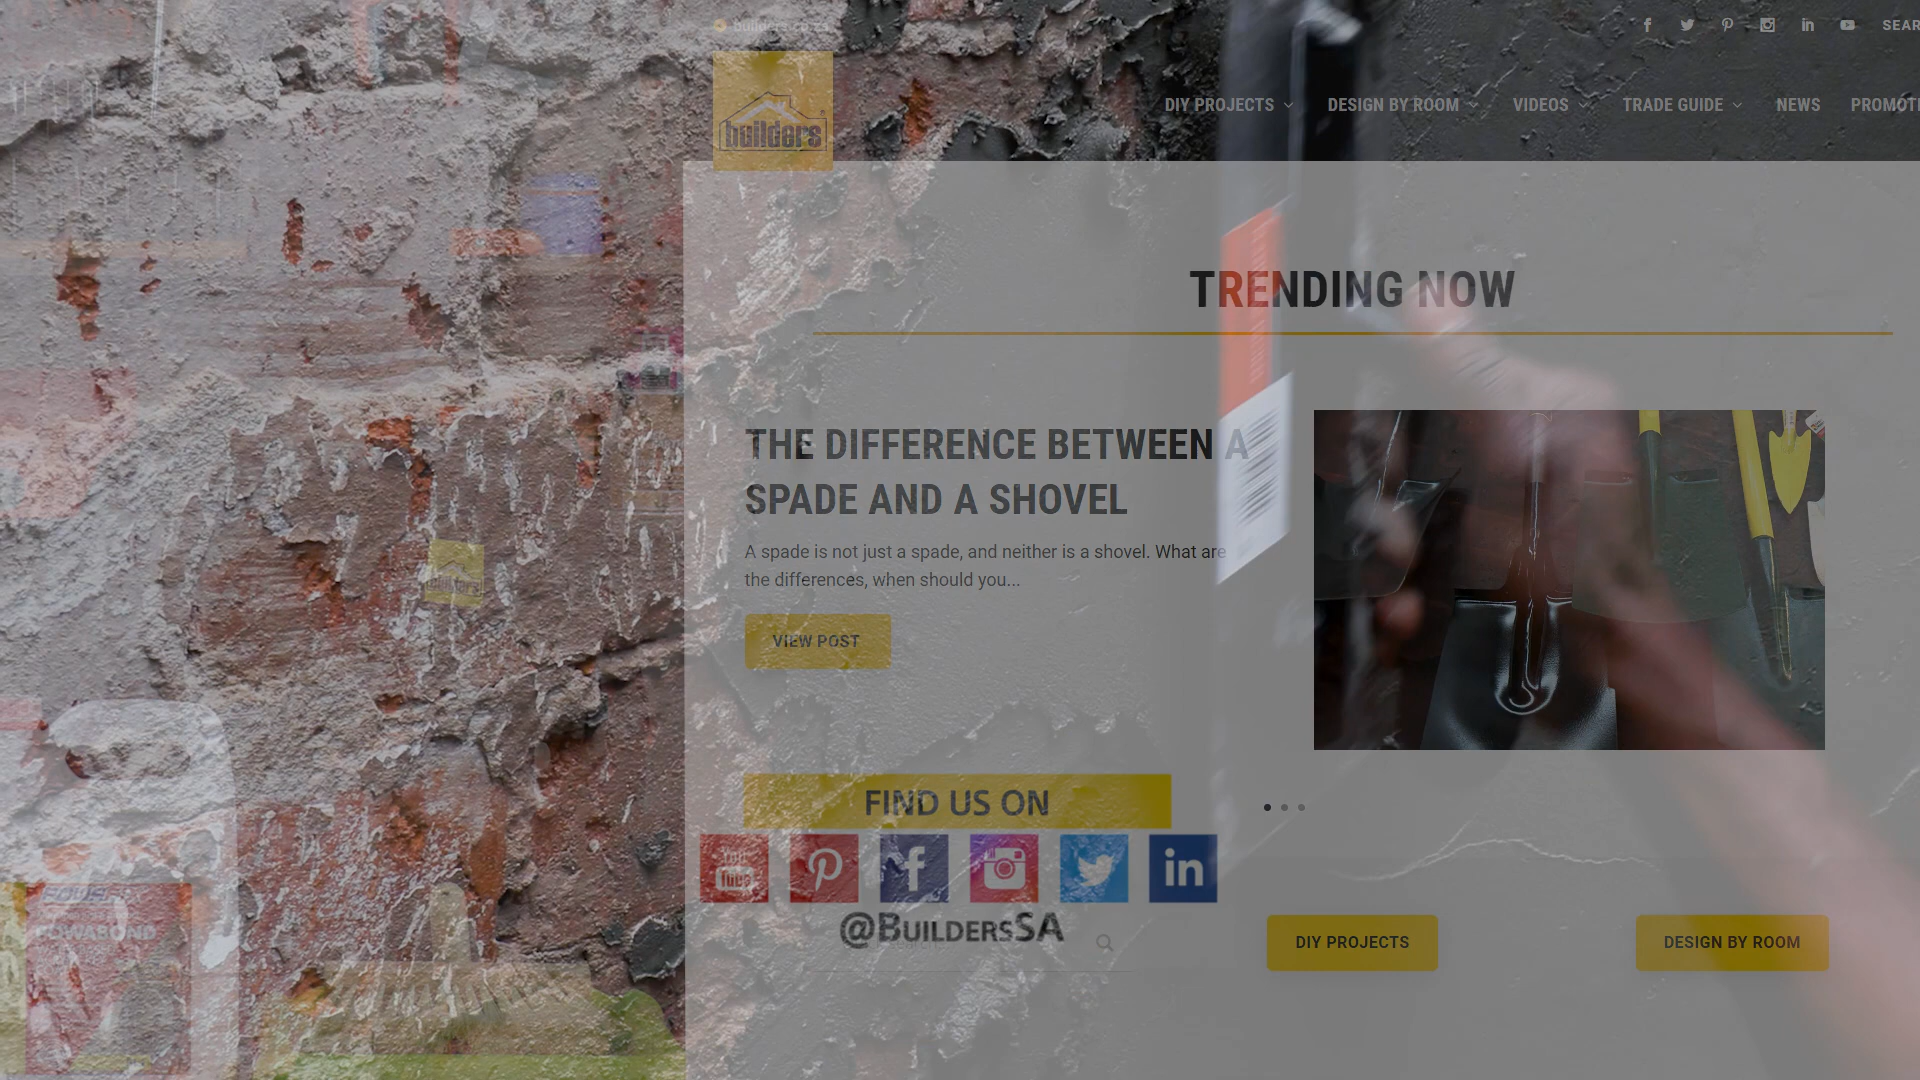 builders.co.za
SEAR
builders
DIY PROJECTS
DESIGN BY ROOM
VIDEOS
TRADE GUIDE
NEWS
PROMOTI
TRENDING NOW
THE DIFFERENCE BETWEEN A
SPADE AND A SHOVEL
A spade is not just a spade, and neither is a shovel. What are
the differences, when should you...
VIEW POST
builders
FIND US ON
You
Tube
@BUILDERSSA
DIY PROJECTS
DESIGN BY ROOM
POWABOND